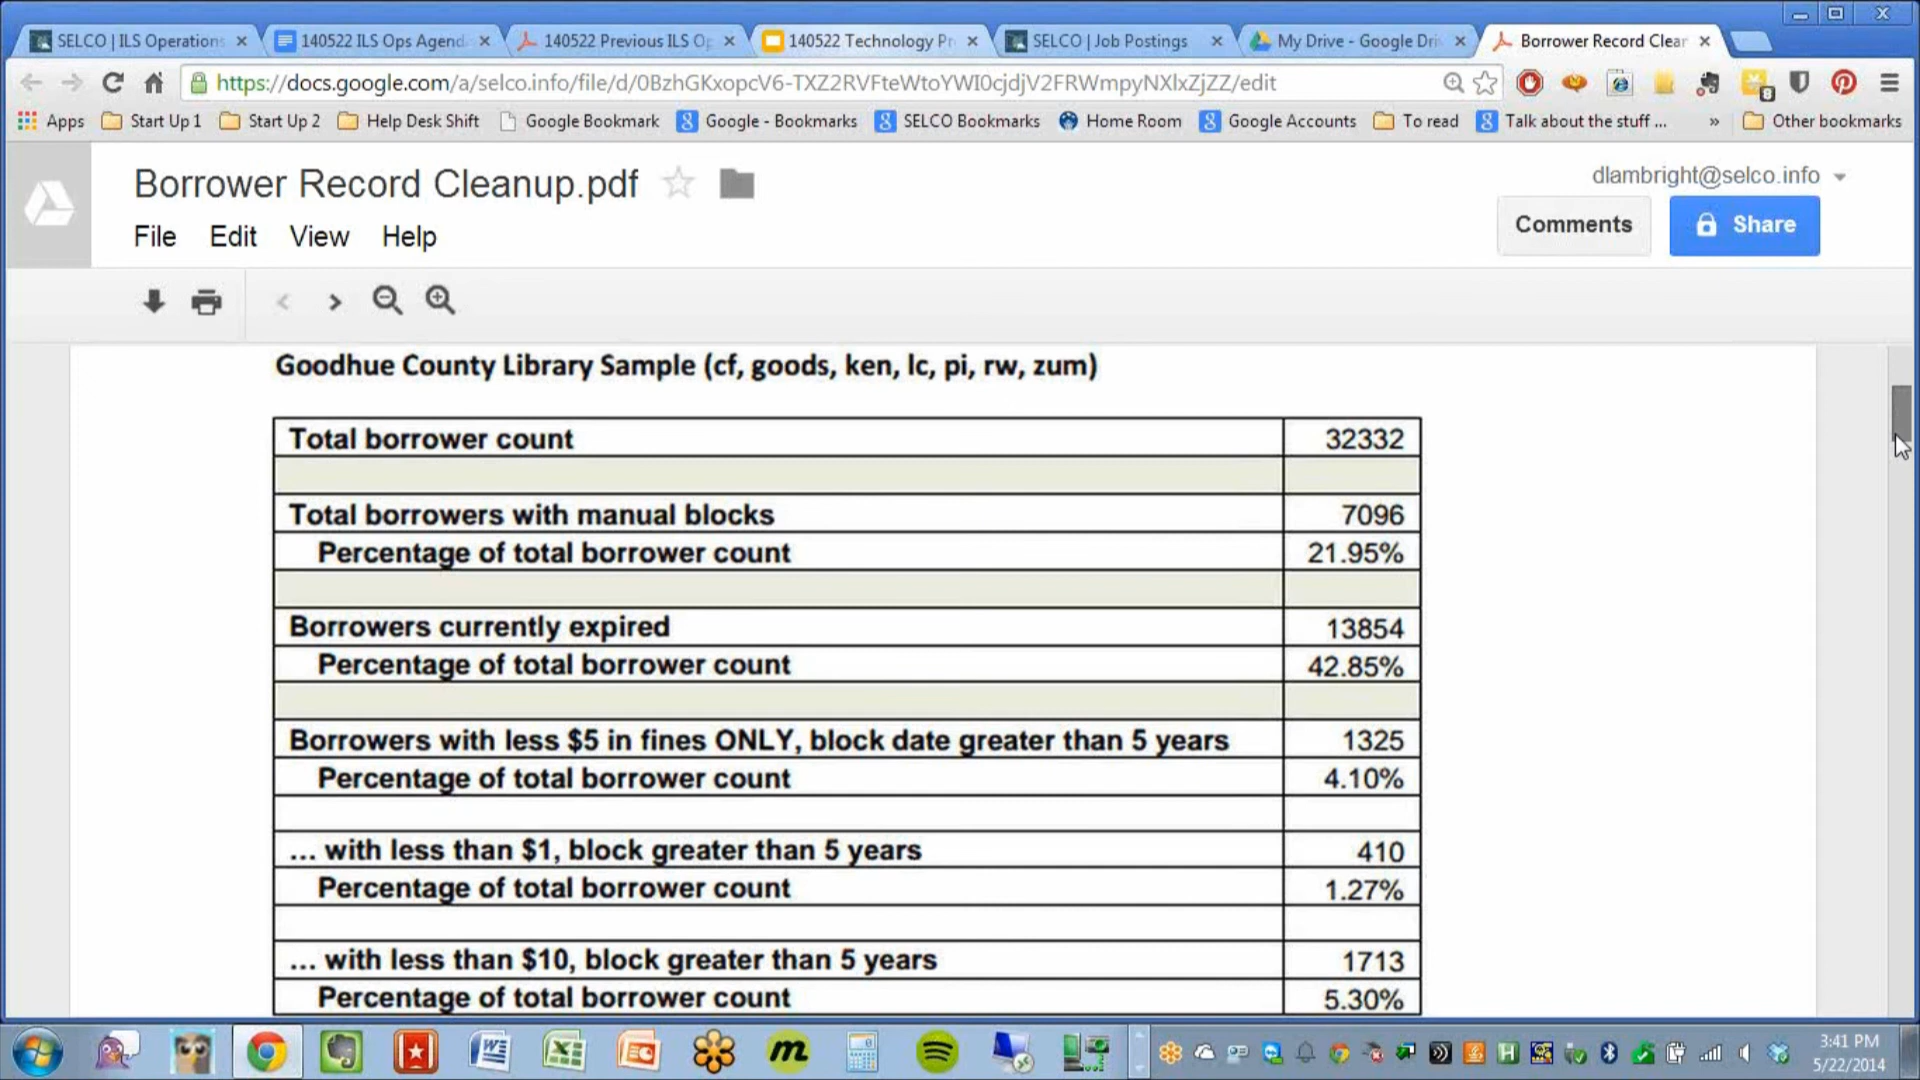 SELCO | ILS Operations
140522 ILS Ops Agend
140522 Previous ILS Op
140522 Technology Pr
SELCO | Job Postings
My Drive - Google Dri
Borrower Record Clear
https://docs.google.com/a/selco.info/file/d/0BzhGKxopcV6-TXZ2RVFteWtoYWI0cjdjV2FRWmpyNXlxZjZZ/edit
8
Apps
Start Up 1
Start Up 2
Help Desk Shift
Google Bookmark
Google - Bookmarks
SELCO Bookmarks
Home Room
Google Accounts
To read
Talk about the stuff ...
»
Other bookmarks
Borrower Record Cleanup.pdf
dlambright@selco.info
File Edit View Help
Comments
Share
Goodhue County Library Sample (cf, goods, ken, lc, pi, rw, zum)
Total borrower count 32332
Total borrowers with manual blocks 7096
Percentage of total borrower count 21.95%
Borrowers currently expired 13854
Percentage of total borrower count 42.85%
Borrowers with less $5 in fines ONLY, block date greater than 5 years 1325
Percentage of total borrower count 4.10%
... with less than $1, block greater than 5 years 410
Percentage of total borrower count 1.27%
... with less than $10, block greater than 5 years 1713
Percentage of total borrower count 5.30%
3:41 PM
5/22/2014